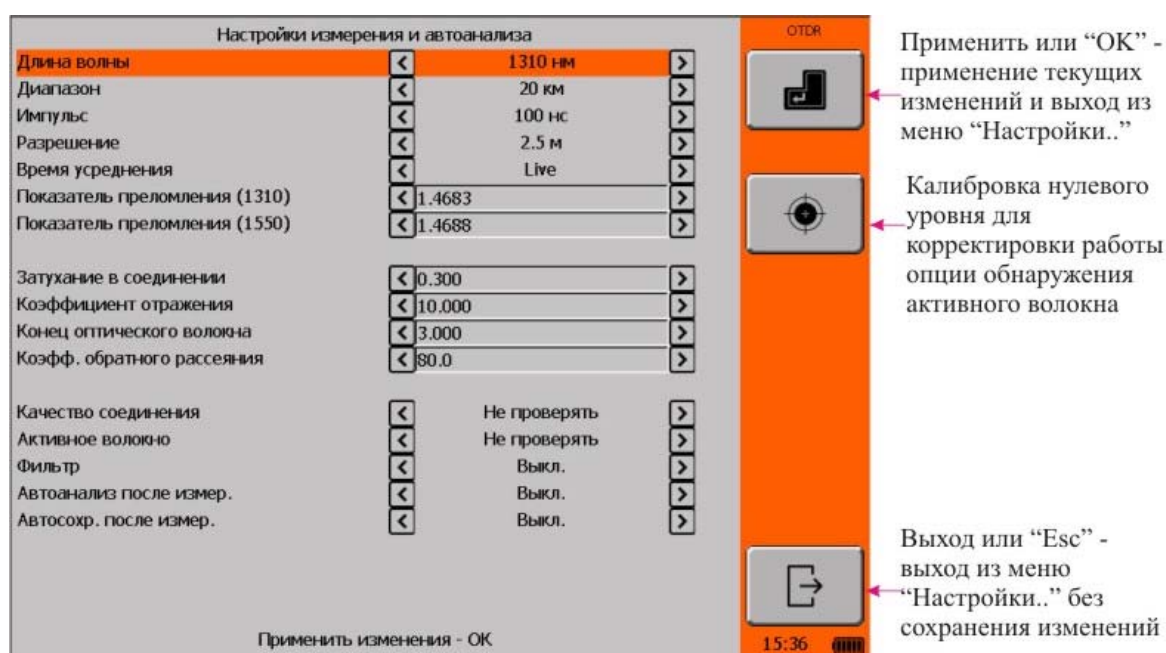 Настройки измерения и автоанализа
Длина волны < 1310 нм >
Диапазон < 20 км >
Импульс < 100 нс >
Разрешение < 2.5 м >
Время усреднения < Live >
Показатель преломления (1310) < 1.4683 >
Показатель преломления (1550) < 1.4688 >
Затухание в соединении < 0.300 >
Коэффициент отражения < 10.000 >
Конец оптического волокна < 3.000 >
Коэфф. обратного рассеяния < 80.0 >
Качество соединения < Не проверять >
Активное волокно < Не проверять >
Фильтр < Выкл. >
Автоанализ после измер. < Выкл. >
Автосохр. после измер. < Выкл. >
Применить изменения - OK
OTDR
15:36
Применить или “OK” -
применение текущих
изменений и выход из
меню “Настройки..”
Калибровка нулевого
уровня для
корректировки работы
опции обнаружения
активного волокна
Выход или “Esc” -
выход из меню
“Настройки..” без
сохранения изменений